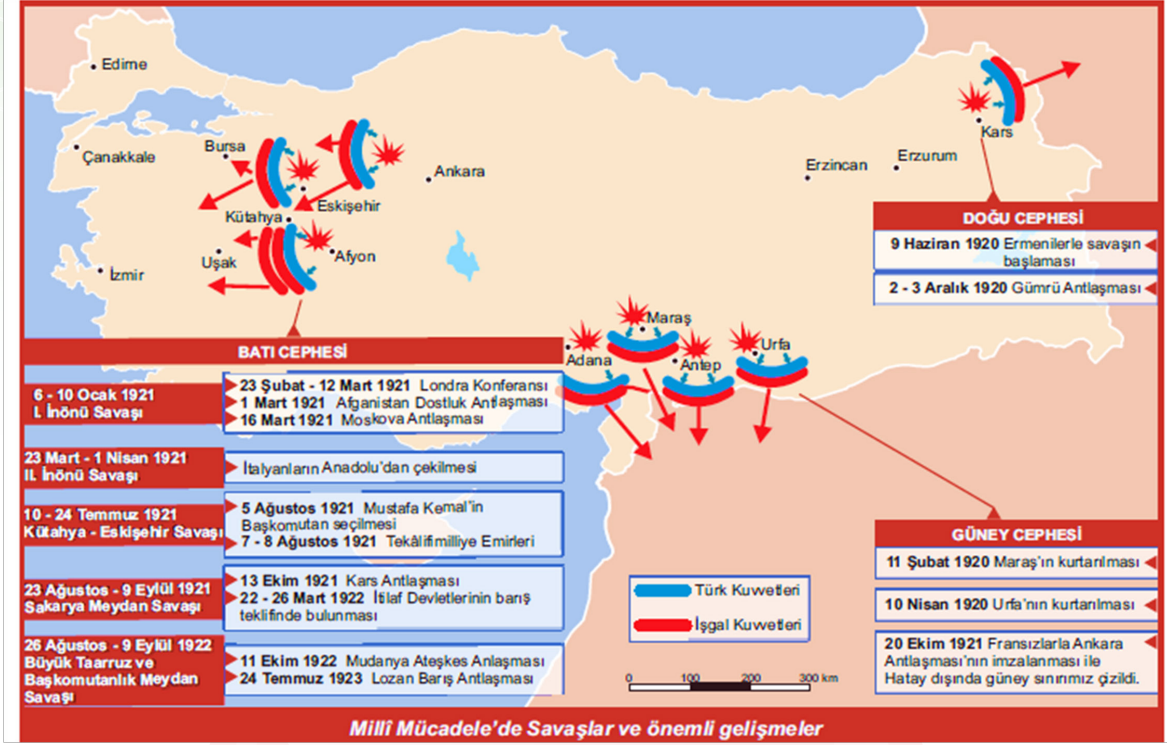 Edirne
Çanakkale
Bursa
Kütahya
Eskişehir
Ankara
Uşak
Afyon
İzmir
Erzincan
Erzurum
Kars
Adana
Maraş
Antep
Urfa
DOĞU CEPHESİ
9 Haziran 1920 Ermenilerle savaşın
başlaması
2 - 3 Aralık 1920 Gümrü Antlaşması
BATI CEPHESİ
6 - 10 Ocak 1921
I. İnönü Savaşı
23 Şubat - 12 Mart 1921 Londra Konferansı
1 Mart 1921 Afganistan Dostluk Antlaşması
16 Mart 1921 Moskova Antlaşması
23 Mart - 1 Nisan 1921
II. İnönü Savaşı
İtalyanların Anadolu'dan çekilmesi
10 - 24 Temmuz 1921
Kütahya - Eskişehir Savaşı
5 Ağustos 1921 Mustafa Kemal'in
Başkomutan seçilmesi
7 - 8 Ağustos 1921 Tekâlifimilliye Emirleri
23 Ağustos - 9 Eylül 1921
Sakarya Meydan Savaşı
13 Ekim 1921 Kars Antlaşması
22 - 26 Mart 1922 İtilaf Devletlerinin barış
teklifinde bulunması
26 Ağustos - 9 Eylül 1922
Büyük Taarruz ve
Başkomutanlık Meydan
Savaşı
11 Ekim 1922 Mudanya Ateşkes Anlaşması
24 Temmuz 1923 Lozan Barış Antlaşması
Türk Kuvvetleri
İşgal Kuvvetleri
0 100 200 300 km
GÜNEY CEPHESİ
11 Şubat 1920 Maraş'ın kurtarılması
10 Nisan 1920 Urfa'nın kurtarılması
20 Ekim 1921 Fransızlarla Ankara
Antlaşması'nın imzalanması ile
Hatay dışında güney sınırımız çizildi.
Millî Mücadele'de Savaşlar ve önemli gelişmeler